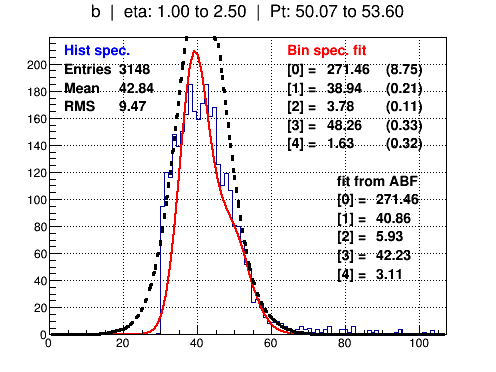 b | eta: 1.00 to 2.50 | Pt: 50.07 to 53.60
Hist spec.
Entries 3148
Mean 42.84
RMS 9.47
Bin spec. fit
[0] = 271.46 (8.75)
[1] = 38.94 (0.21)
[2] = 3.78 (0.11)
[3] = 48.26 (0.33)
[4] = 1.63 (0.32)
fit from ABF
[0] = 271.46
[1] = 40.86
[2] = 5.93
[3] = 42.23
[4] = 3.11
200
180
160
140
120
100
80
60
40
20
0
0 20 40 60 80 100